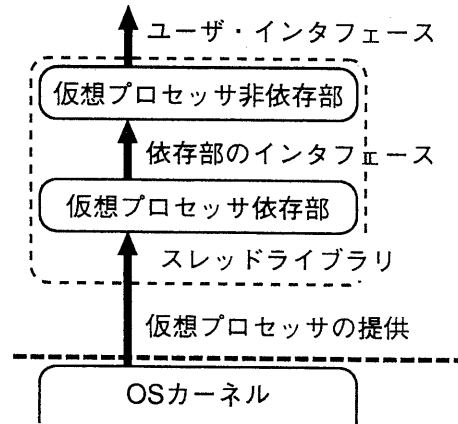 ユーザ・インタフェース
仮想プロセッサ非依存部
依存部のインタフェース
仮想プロセッサ依存部
スレッドライブラリ
仮想プロセッサの提供
OSカーネル